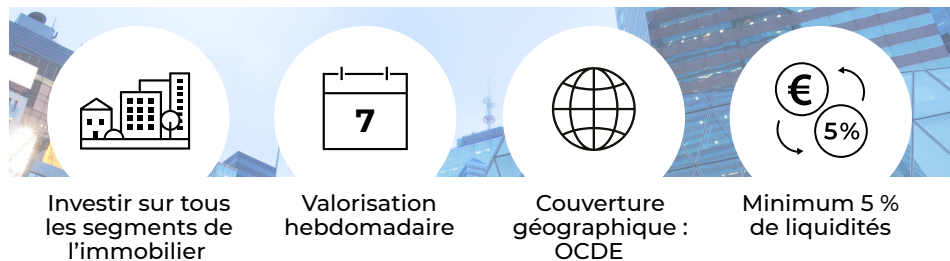 7
€
5%
Investir sur tous
les segments de
l’immobilier
Valorisation
hebdomadaire
Couverture
géographique :
OCDE
Minimum 5 %
de liquidités